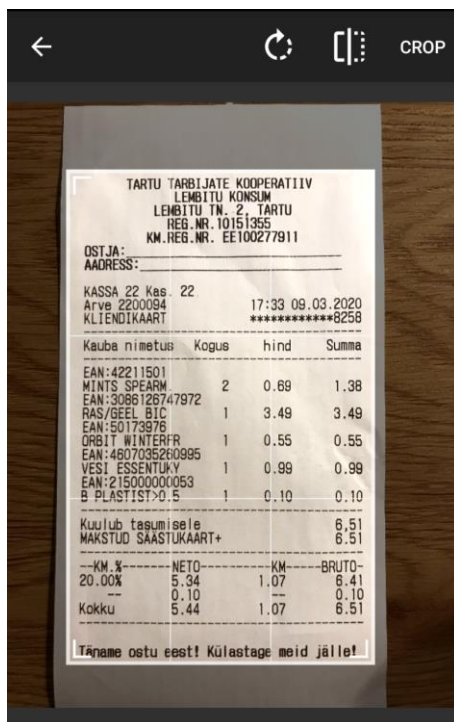 CROP
TARTU TARBIJATE KOOPERATIIV
LEMBITU KONSUM
LEMBITU TN. 2, TARTU
REG.NR.10151355
KM.REG.NR. EE100277911
OSTJA:
AADRESS:
KASSA 22 Kas. 22
Arve 2200094 17:33 09.03.2020
KLIENDIKAART ************8258
Kauba nimetus Kogus hind Summa
EAN:42211501
MINTS SPEARM. 2 0.69 1.38
EAN:3086126747972
RAS/GEEL BIC 1 3.49 3.49
EAN:50173976
ORBIT WINTERFR 1 0.55 0.55
EAN:4607035260995
VESI ESSENTUKY 1 0.99 0.99
EAN:215000000053
B PLASTIST>0.5 1 0.10 0.10
Kuulub tasumisele 6,51
MAKSTUD SÄÄSTUKAART+ 6.51
--KM.%------NETO--------KM-----BRUTO-
20.00% 5.34 1.07 6.41
-- 0.10 -- 0.10
Kokku 5.44 1.07 6.51
Täname ostu eest! Külastage meid jälle!